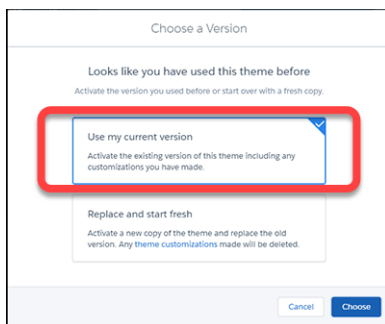 Choose a Version
Looks like you have used this theme before
Activate the version you used before or start over with a fresh copy.
Use my current version
Activate the existing version of this theme including any
customizations you have made.
Replace and start fresh
Activate a new copy of the theme and replace the old
version. Any theme customizations made will be deleted.
Cancel
Choose